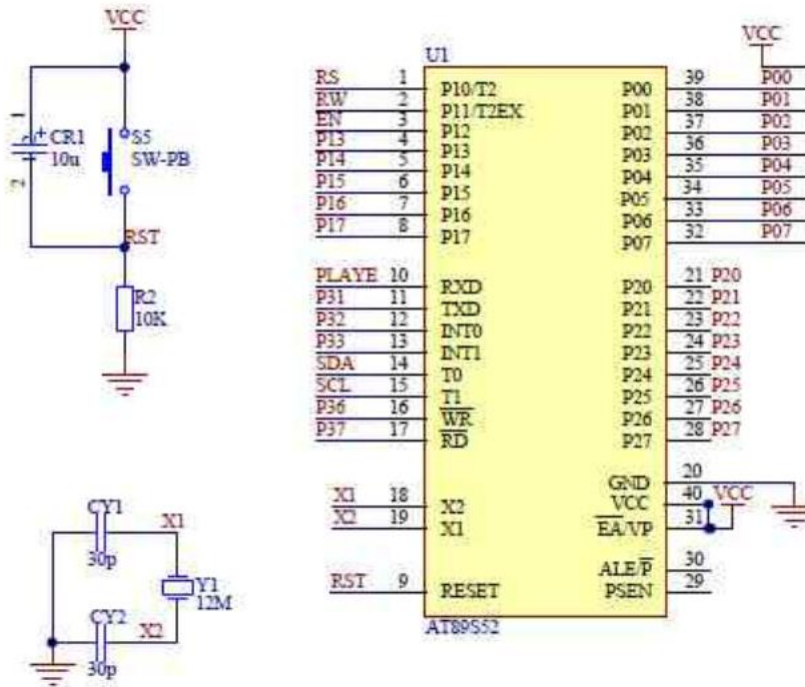 VCC
1
CR1
10u
2
S5
SW-PB
RST
R2
10K
CY1
30p
X1
Y1
12M
CY2
30p
X2
U1
VCC
RS 1 P10/T2 P00 39 P00
RW 2 P11/T2EX P01 38 P01
EN 3 P12 P02 37 P02
P13 4 P13 P03 36 P03
P14 5 P14 P04 35 P04
P15 6 P15 P05 34 P05
P16 7 P16 P06 33 P06
P17 8 P17 P07 32 P07
PLAYE 10 RXD P20 21 P20
P31 11 TXD P21 22 P21
P32 12 INT0 P22 23 P22
P33 13 INT1 P23 24 P23
SDA 14 T0 P24 25 P24
SCL 15 T1 P25 26 P25
P36 16 WR P26 27 P26
P37 17 RD P27 28 P27
GND 20
X1 18 X2 VCC 40 VCC
X2 19 X1 EA/VP 31
ALE/P 30
RST 9 RESET PSEN 29
AT89S52